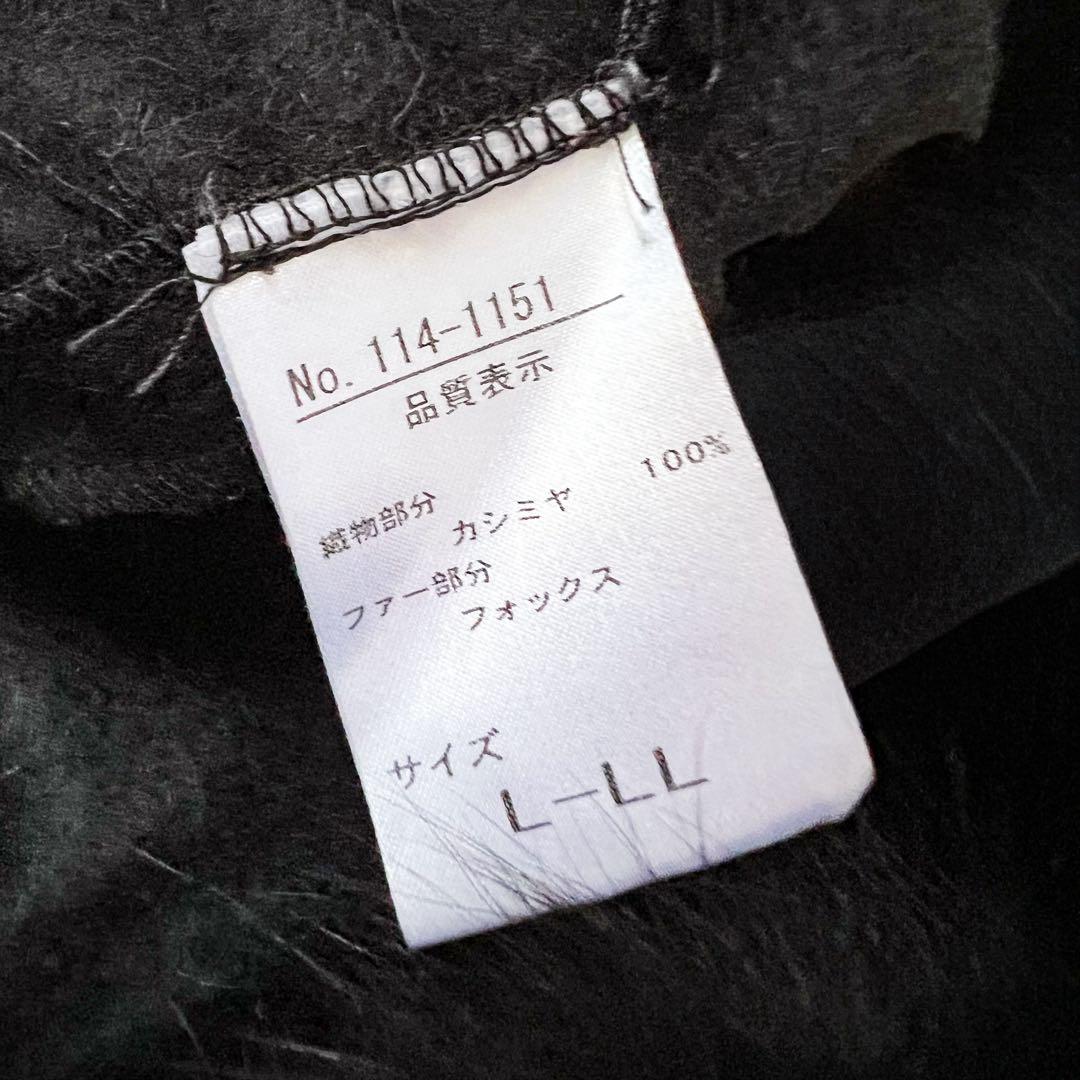 No. 114-1151
品質表示
織物部分
カシミヤ 100%
ファー部分
フォックス
サイズ
L-LL